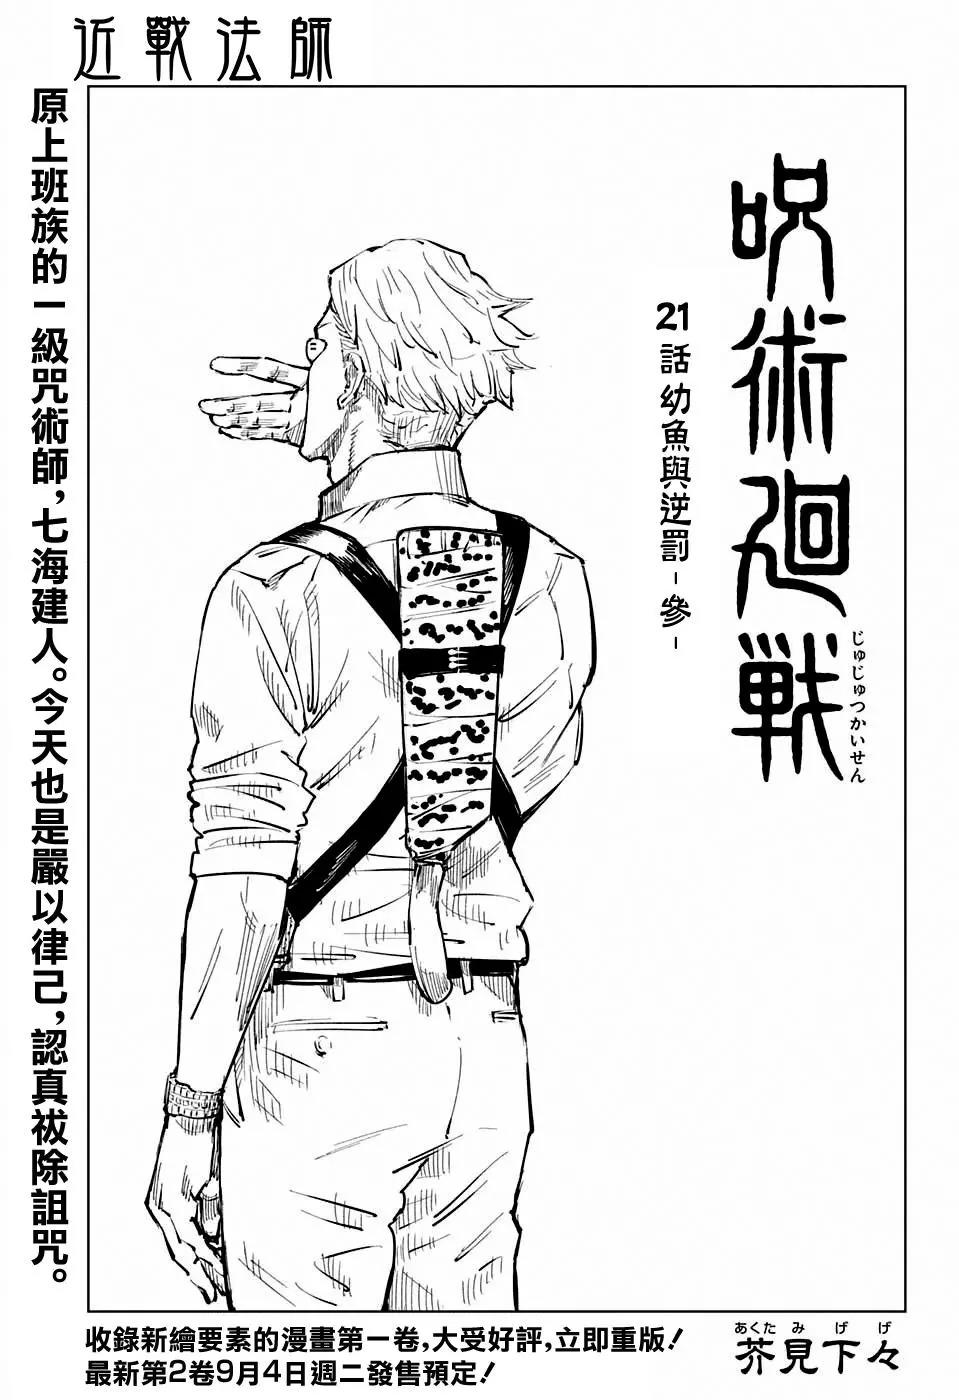 近戰法師
呪術廻戦
じゅじゅつかいせん
21話 幼魚與逆罰-參-
原上班族的一級咒術師,七海建人。今天也是嚴以律己,認真祓除詛咒。
收錄新繪要素的漫畫第一卷,大受好評,立即重版!
最新第2卷9月4日週二發售預定!
あくたみげげ
芥見下々